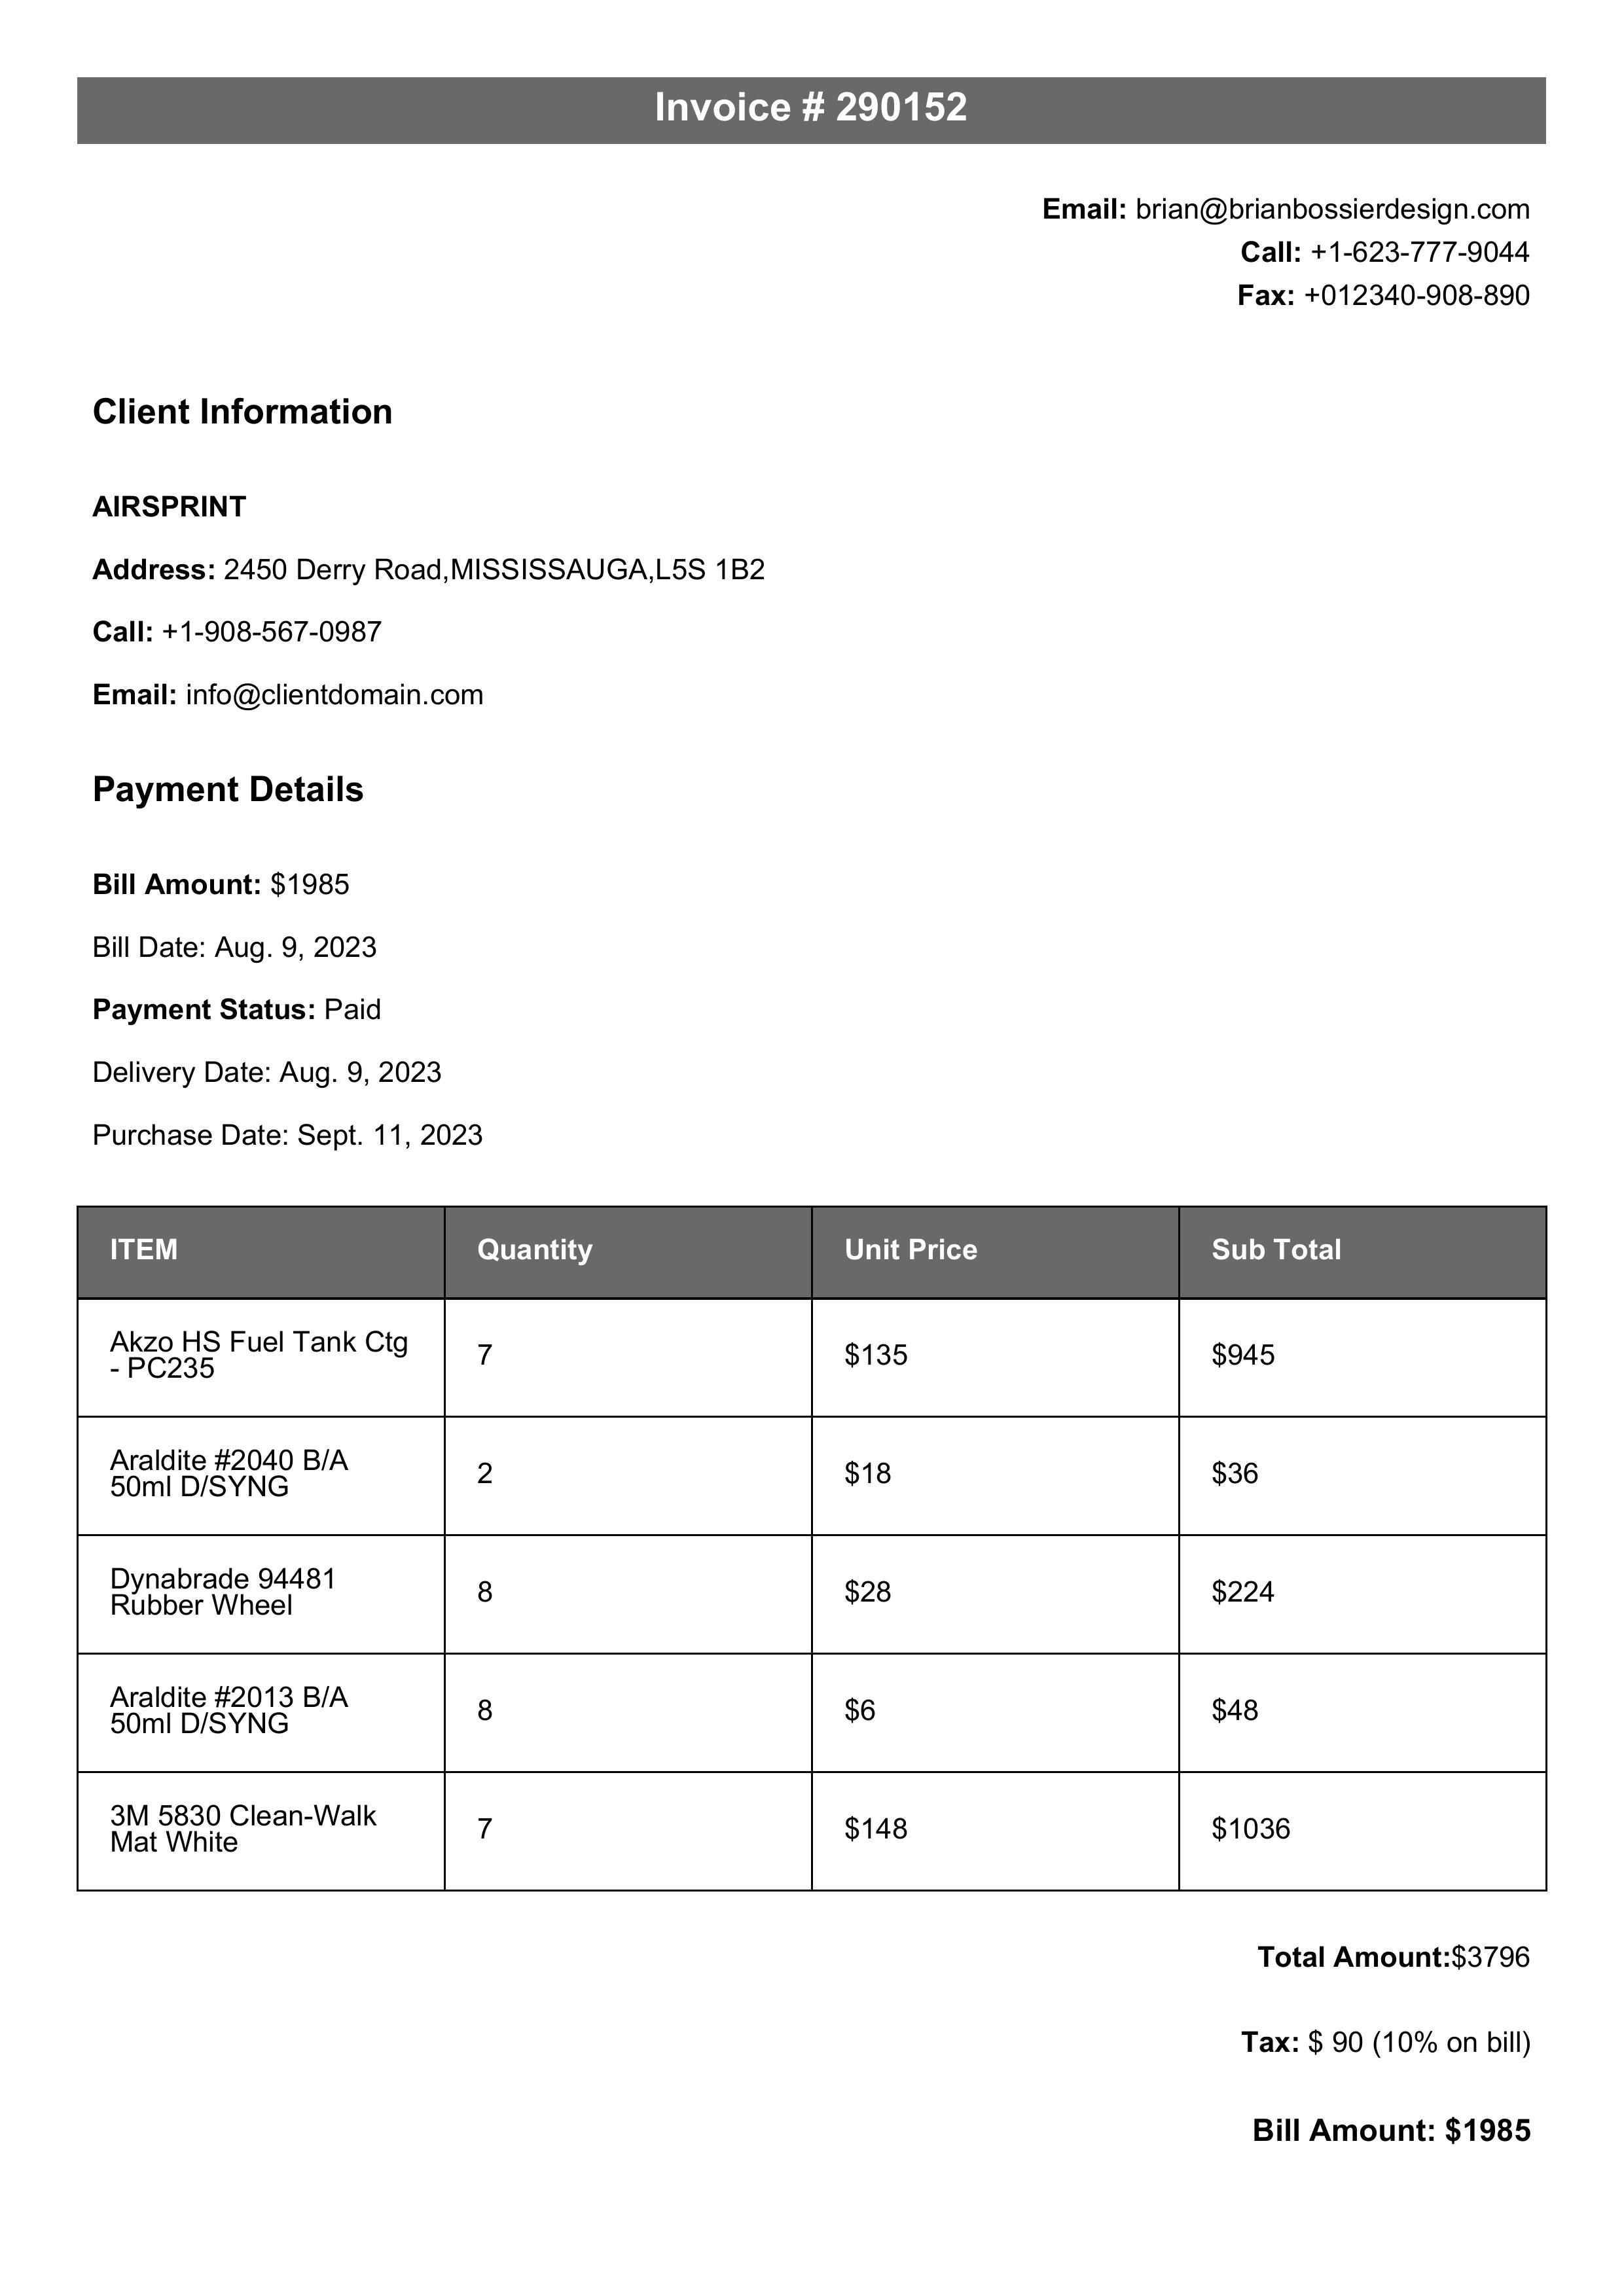 Invoice # 290152
Email: brian@brianbossierdesign.com
Call: +1-623-777-9044
Fax: +012340-908-890
Client Information
AIRSPRINT
Address: 2450 Derry Road,MISSISSAUGA,L5S 1B2
Call: +1-908-567-0987
Email: info@clientdomain.com
Payment Details
Bill Amount: $1985
Bill Date: Aug. 9, 2023
Payment Status: Paid
Delivery Date: Aug. 9, 2023
Purchase Date: Sept. 11, 2023
ITEM Quantity Unit Price Sub Total
Akzo HS Fuel Tank Ctg
- PC235
7 $135 $945
Araldite #2040 B/A
50ml D/SYNG
2 $18 $36
Dynabrade 94481
Rubber Wheel
8 $28 $224
Araldite #2013 B/A
50ml D/SYNG
8 $6 $48
3M 5830 Clean-Walk
Mat White
7 $148 $1036
Total Amount:$3796
Tax: $ 90 (10% on bill)
Bill Amount: $1985